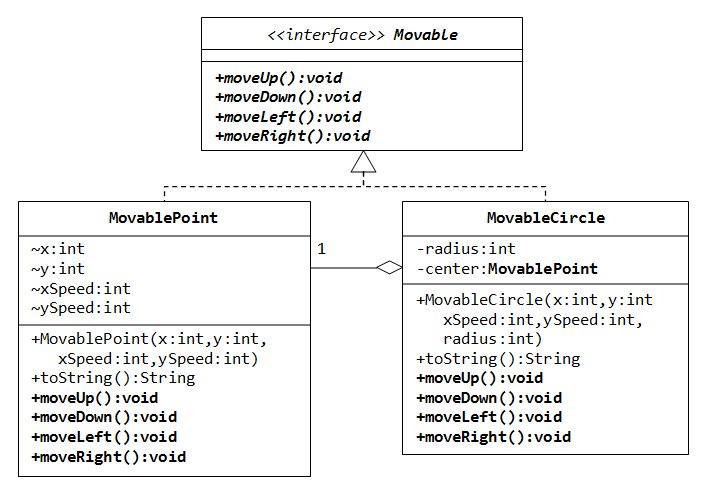 <<interface>> Movable
+moveUp():void
+moveDown():void
+moveLeft():void
+moveRight():void
MovablePoint
~x:int
~y:int
~xSpeed:int
~ySpeed:int
+MovablePoint(x:int,y:int,
xSpeed:int,ySpeed:int)
+toString():String
+moveUp():void
+moveDown():void
+moveLeft():void
+moveRight():void
1
MovableCircle
-radius:int
-center:MovablePoint
+MovableCircle(x:int,y:int
xSpeed:int,ySpeed:int,
radius:int)
+toString():String
+moveUp():void
+moveDown():void
+moveLeft():void
+moveRight():void